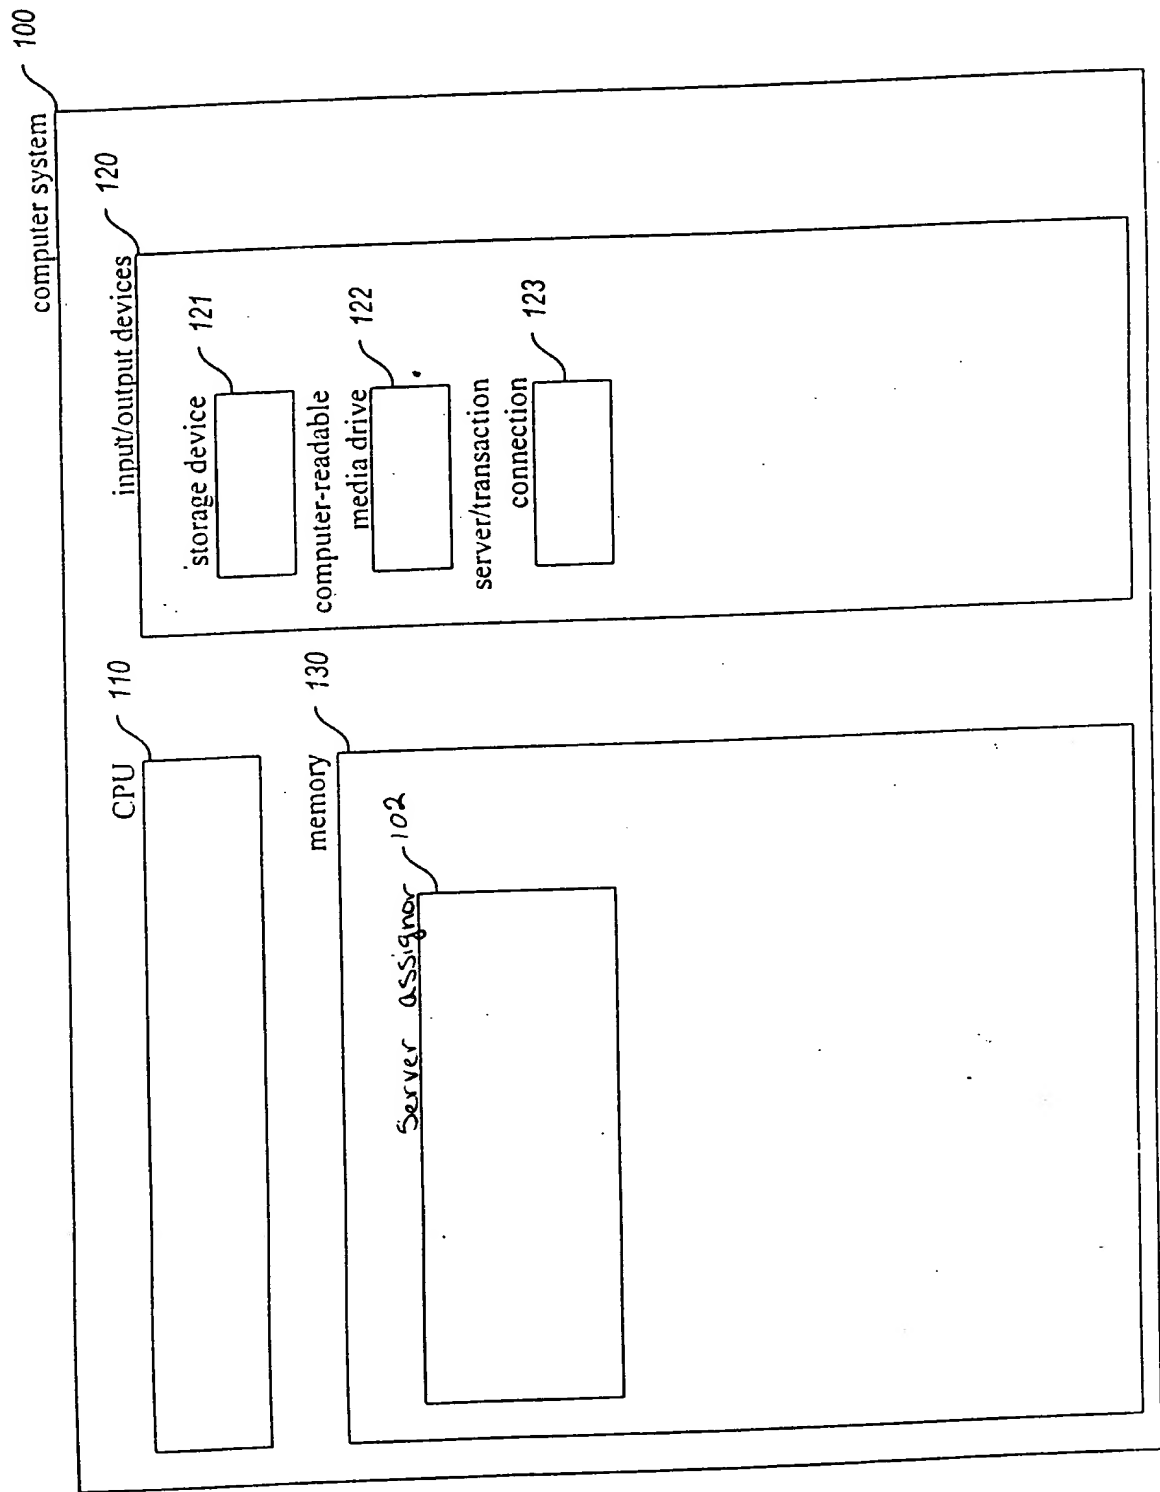 computer system
100
CPU
110
input/output devices
120
storage device
121
computer-readable
media drive
122
server/transaction
connection
123
memory
130
Server assignor
102